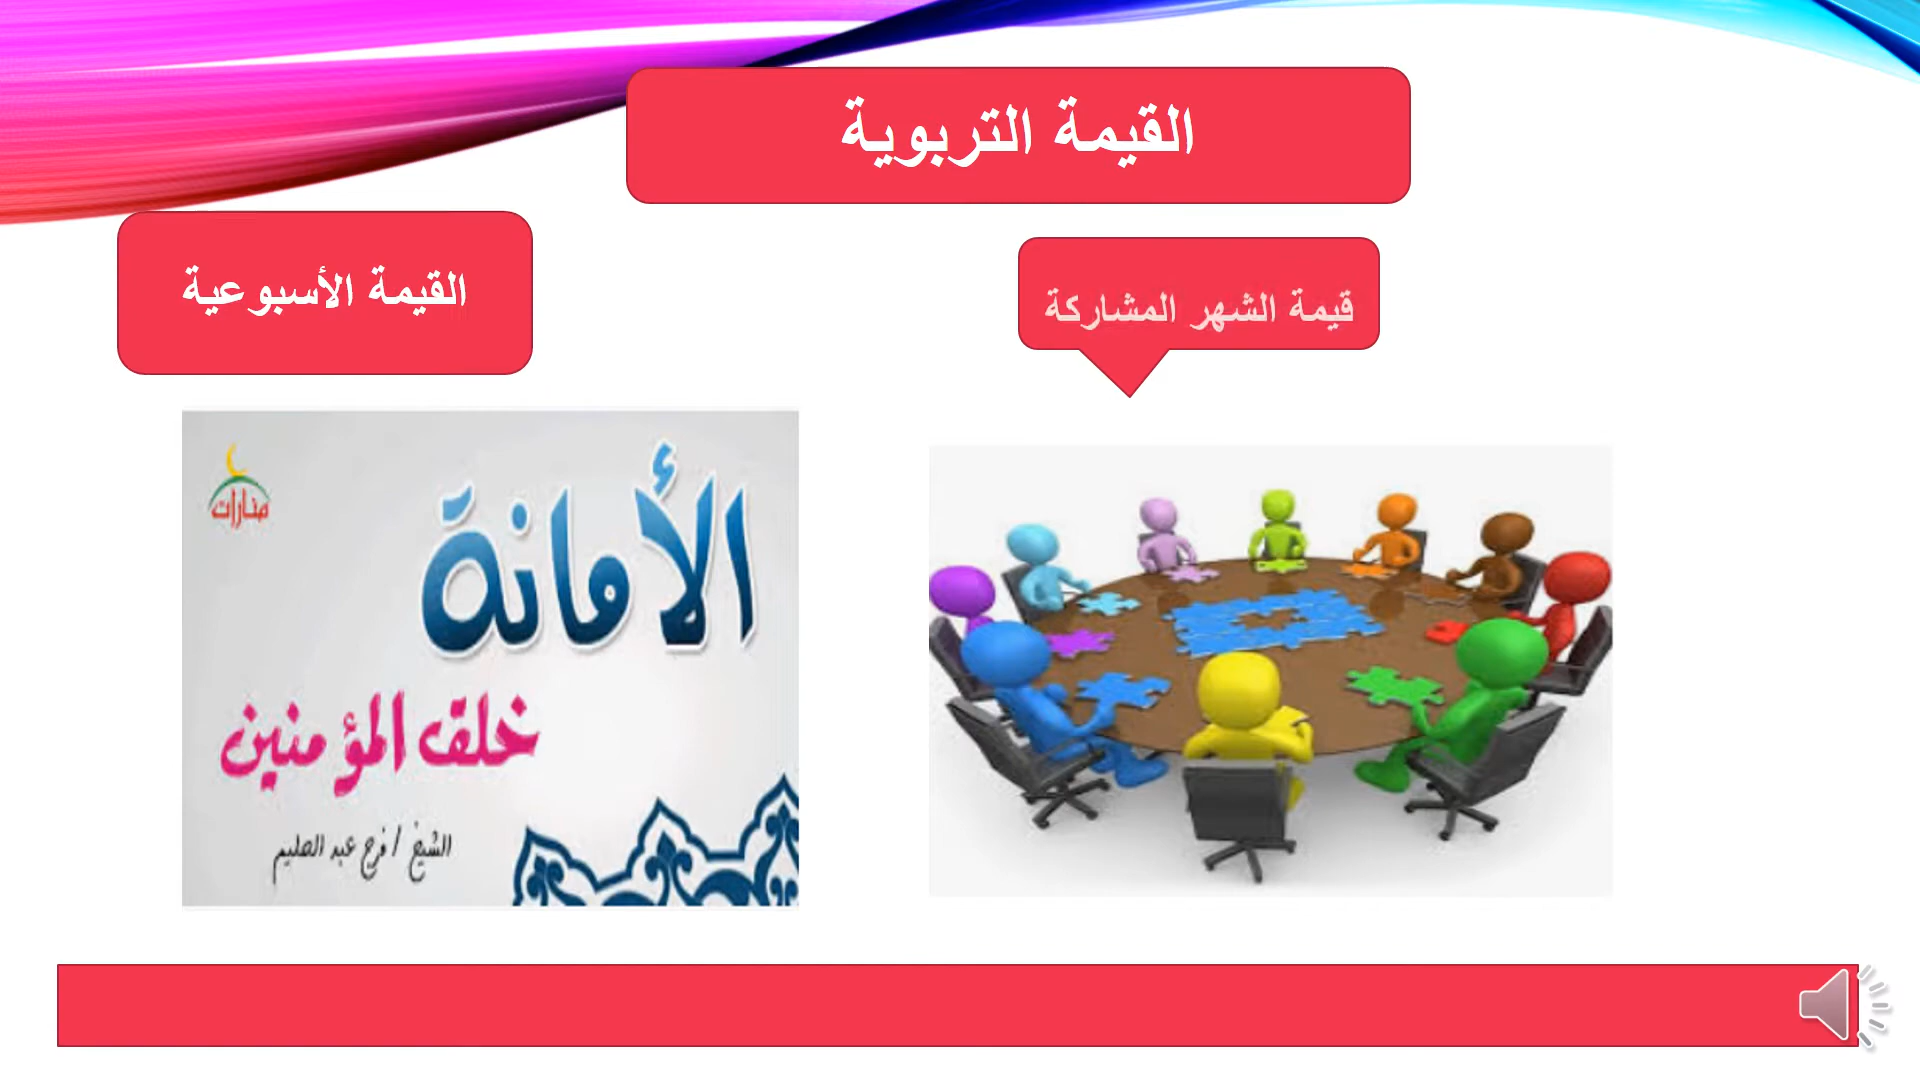 القيمة التربوية
قيمة الشهر المشاركة
القيمة الأسبوعية
منارات
الأمانة
خلق المؤمنين
الشيخ / فرج عبد الحليم